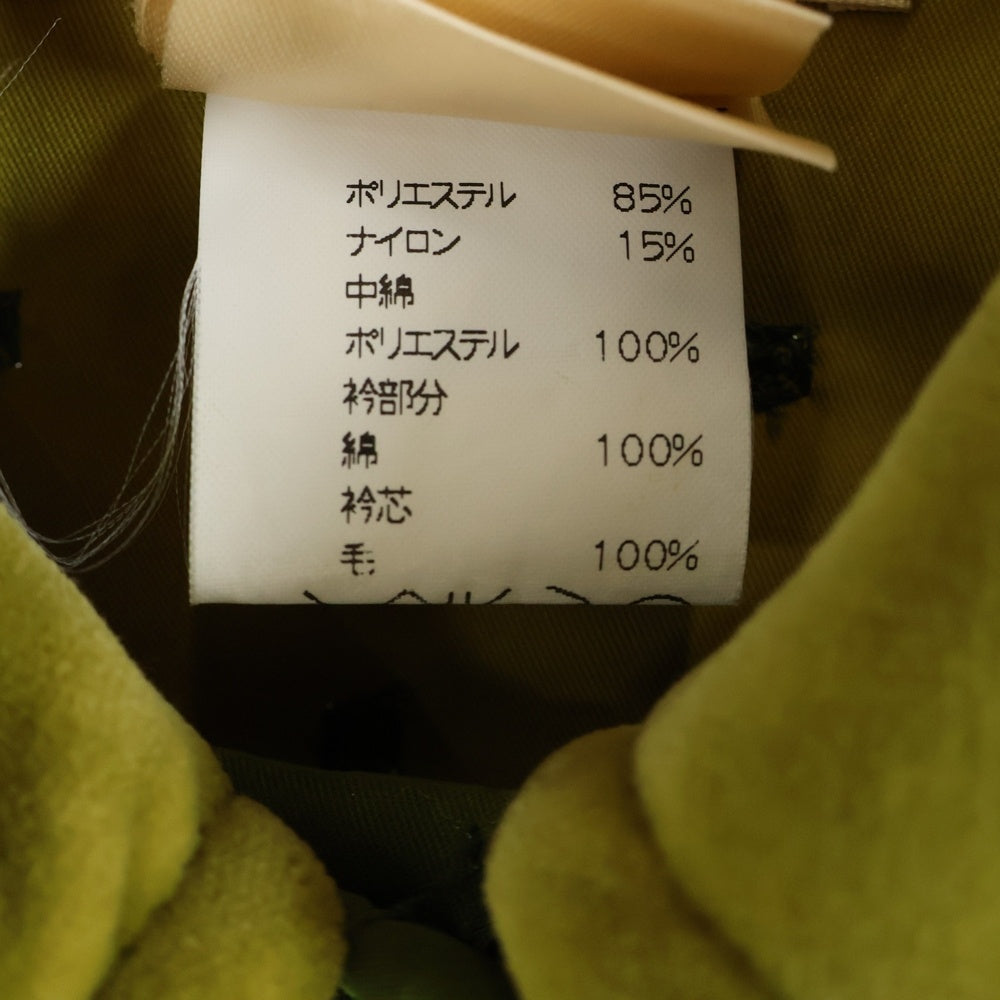 ポリエステル 85%
ナイロン 15%
中綿
ポリエステル 100%
衿部分
綿 100%
衿芯
毛 100%